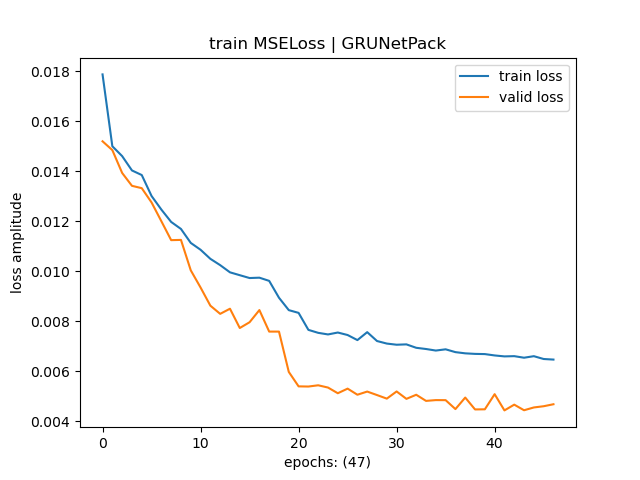 train MSELoss | GRUNetPack
train loss
valid loss
0.018
0.016
0.014
0.012
0.010
0.008
0.006
0.004
loss amplitude
0
10
20
30
40
epochs: (47)